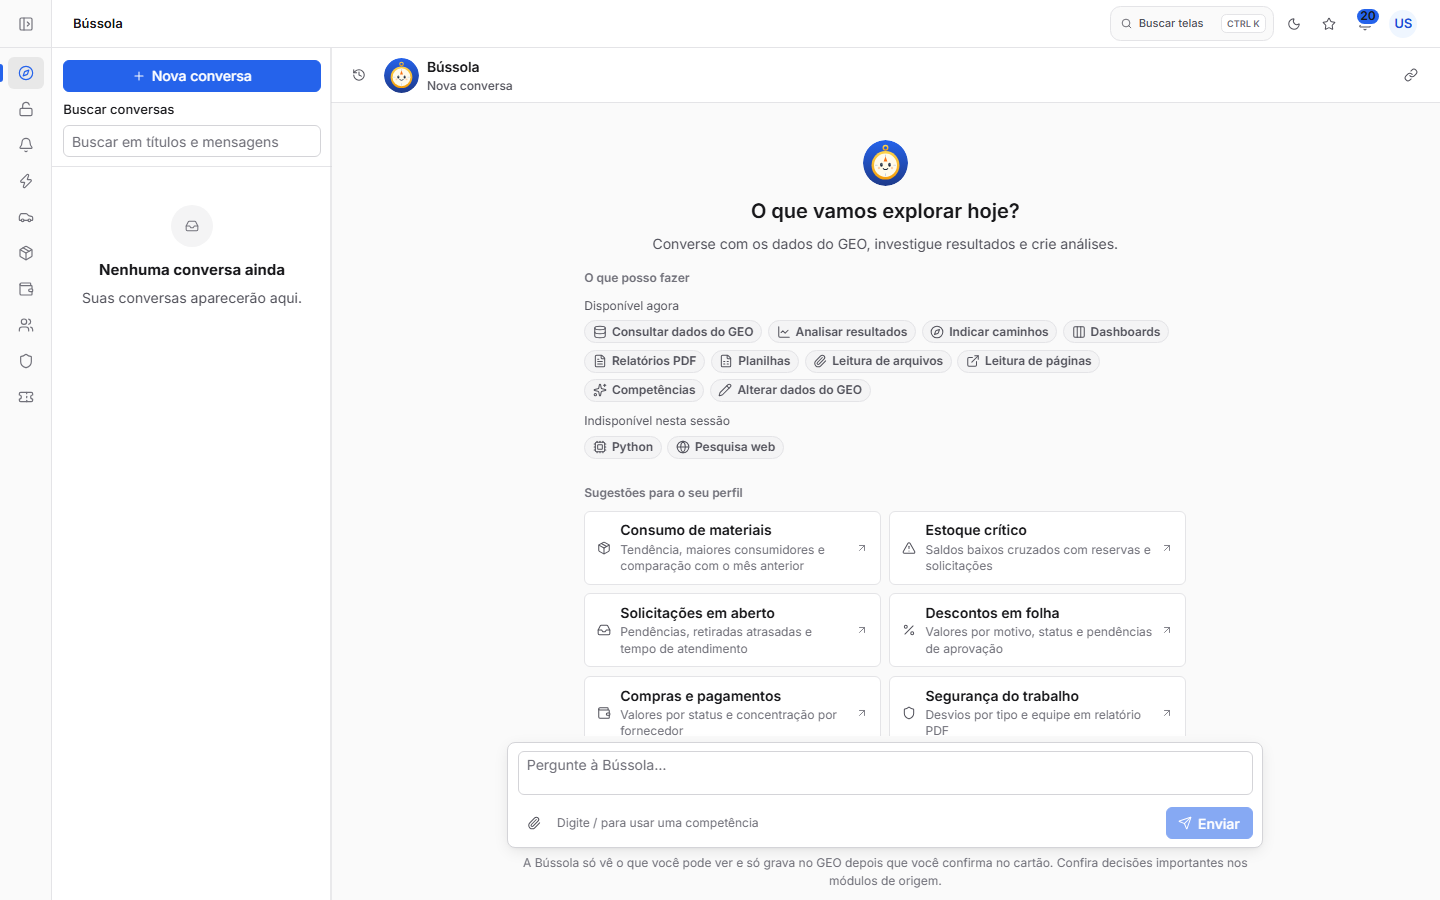 Bússola
Buscar telas
CTRL K
20
US
Nova conversa
Buscar conversas
Buscar em títulos e mensagens
Nenhuma conversa ainda
Suas conversas aparecerão aqui.
Bússola
Nova conversa
O que vamos explorar hoje?
Converse com os dados do GEO, investigue resultados e crie análises.
O que posso fazer
Disponível agora
Consultar dados do GEO
Analisar resultados
Indicar caminhos
Dashboards
Relatórios PDF
Planilhas
Leitura de arquivos
Leitura de páginas
Competências
Alterar dados do GEO
Indisponível nesta sessão
Python
Pesquisa web
Sugestões para o seu perfil
Consumo de materiais
Tendência, maiores consumidores e
comparação com o mês anterior
Estoque crítico
Saldos baixos cruzados com reservas e
solicitações
Solicitações em aberto
Pendências, retiradas atrasadas e
tempo de atendimento
Descontos em folha
Valores por motivo, status e pendências
de aprovação
Compras e pagamentos
Valores por status e concentração por
fornecedor
Segurança do trabalho
Desvios por tipo e equipe em relatório
PDF
Pergunte à Bússola...
Digite / para usar uma competência
Enviar
A Bússola só vê o que você pode ver e só grava no GEO depois que você confirma no cartão. Confira decisões importantes nos
módulos de origem.